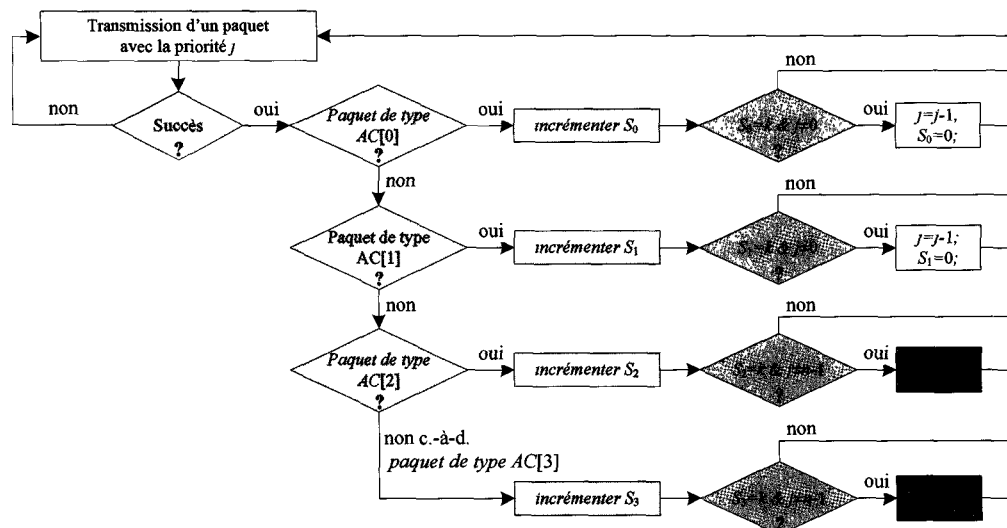 Transmission d'un paquet
avec la priorité j
non
Succès
?
oui
Paquet de type
AC[0]
?
oui
incrémenter S0
non
?
oui
j=j-1,
S0=0;
non
Paquet de type
AC[1]
?
oui
incrémenter S1
non
?
oui
j=j-1;
S1=0;
non
Paquet de type
AC[2]
?
oui
incrémenter S2
non
?
oui
non c.-à-d.
paquet de type AC[3]
incrémenter S3
non
?
oui